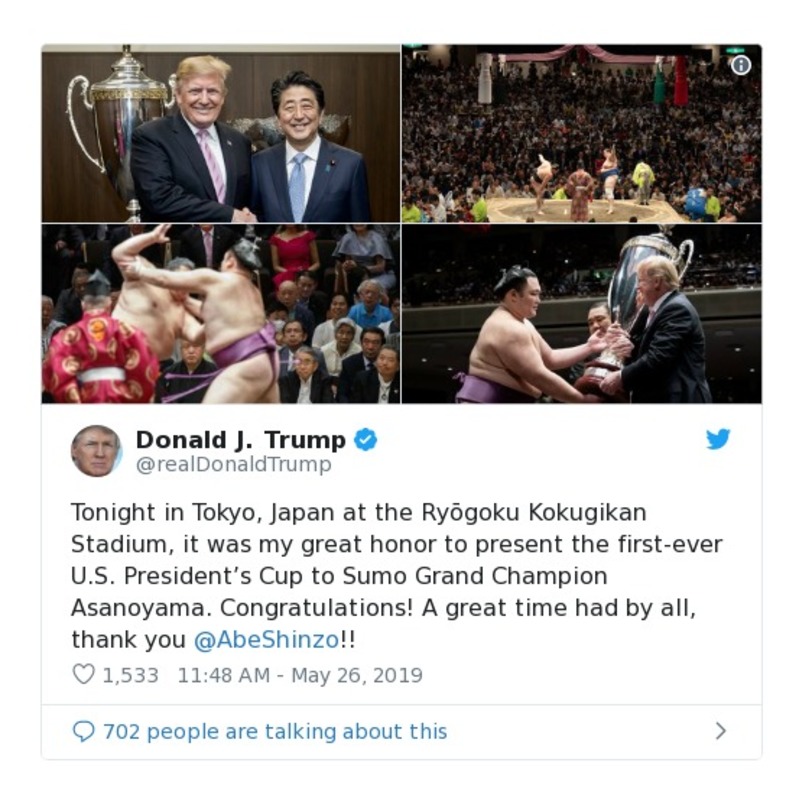 Donald J. Trump
@realDonaldTrump
Tonight in Tokyo, Japan at the Ryōgoku Kokugikan
Stadium, it was my great honor to present the first-ever
U.S. President’s Cup to Sumo Grand Champion
Asanoyama. Congratulations! A great time had by all,
thank you @AbeShinzo!!
1,533 11:48 AM - May 26, 2019
702 people are talking about this